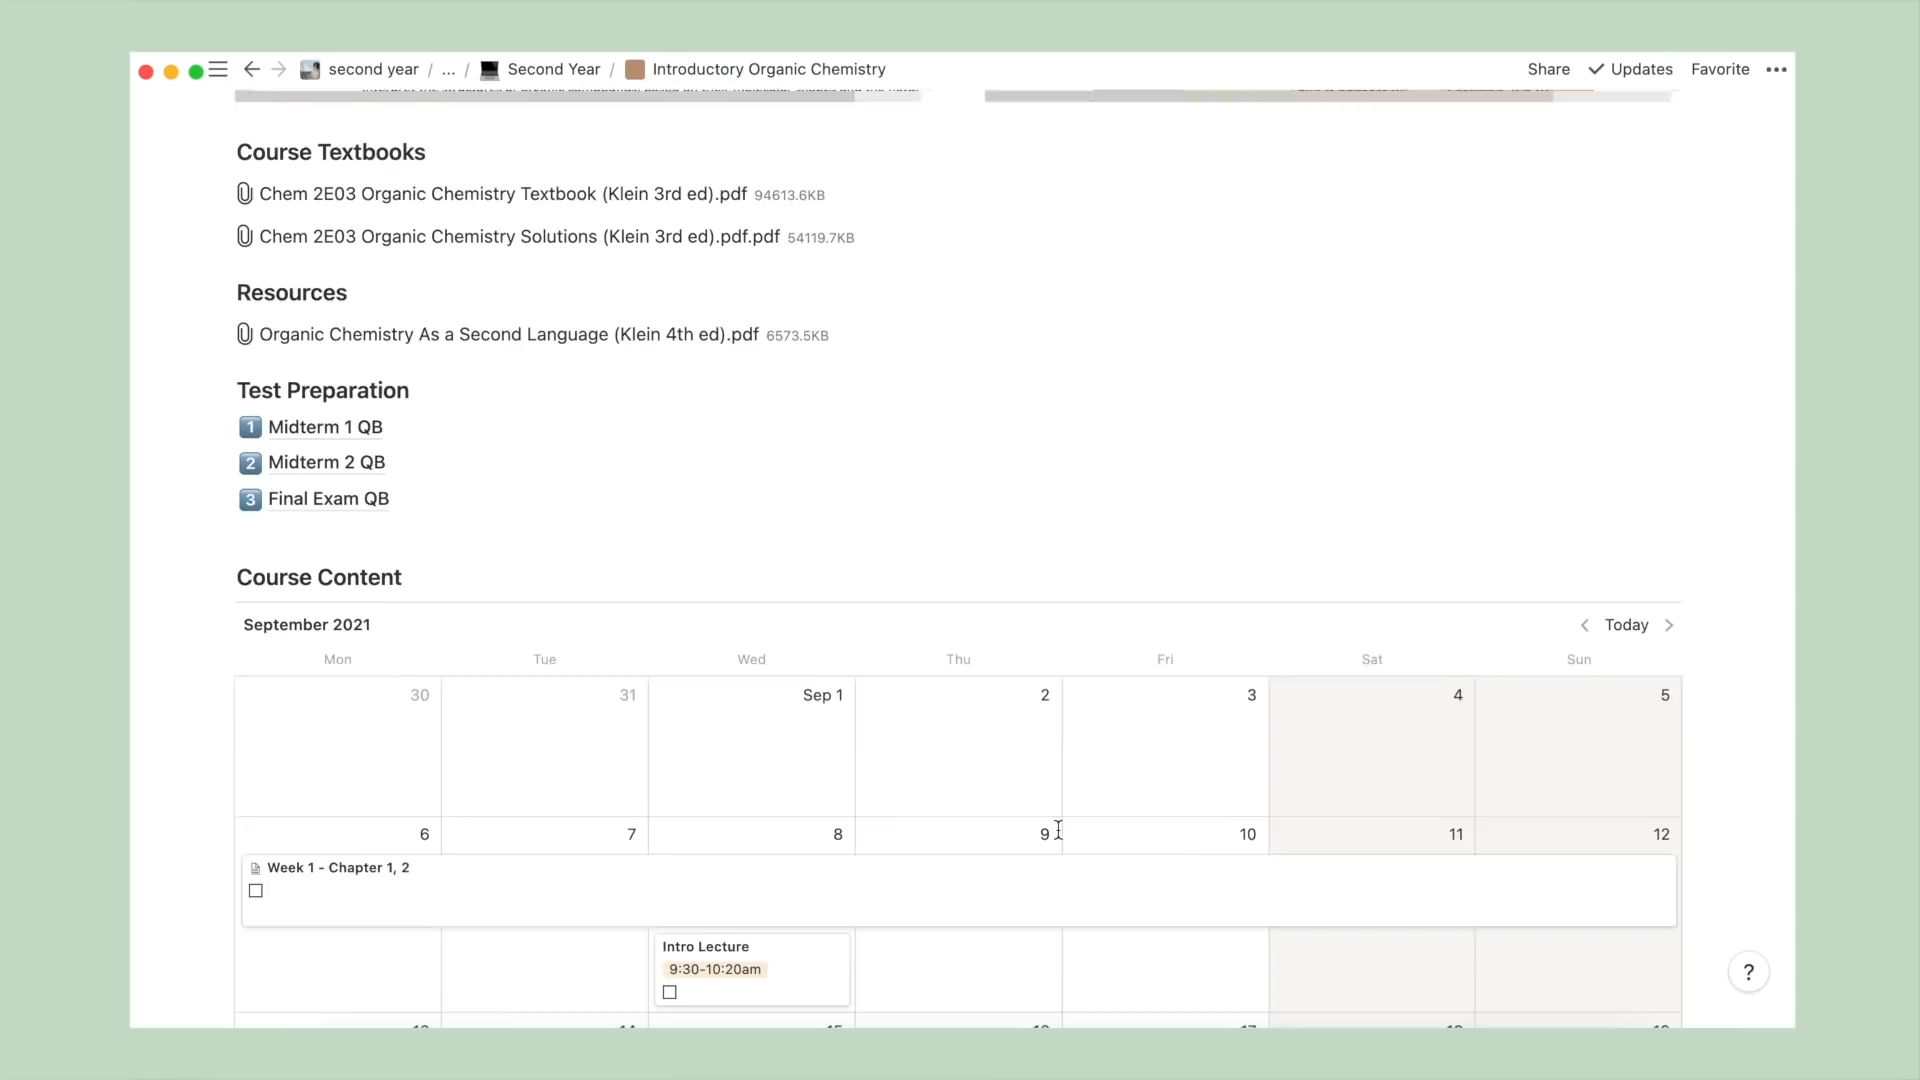 second year / ... / Second Year / Introductory Organic Chemistry
Share Updates Favorite
Course Textbooks
Chem 2E03 Organic Chemistry Textbook (Klein 3rd ed).pdf 94613.6KB
Chem 2E03 Organic Chemistry Solutions (Klein 3rd ed).pdf.pdf 54119.7KB
Resources
Organic Chemistry As a Second Language (Klein 4th ed).pdf 6573.5KB
Test Preparation
1 Midterm 1 QB
2 Midterm 2 QB
3 Final Exam QB
Course Content
September 2021
Today
Mon Tue Wed Thu Fri Sat Sun
30 31 Sep 1 2 3 4 5
6 7 8 9 10 11 12
Week 1 - Chapter 1, 2
Intro Lecture
9:30-10:20am
?